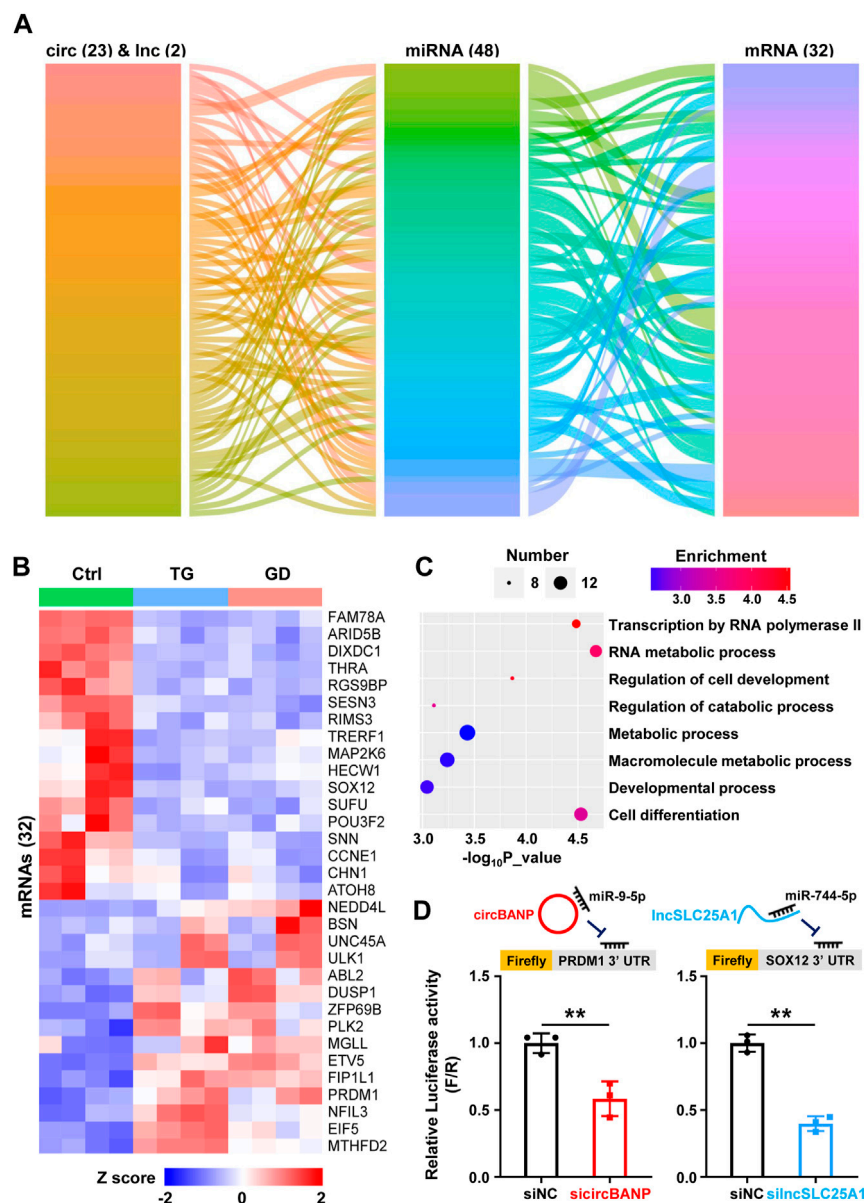 A
circ (23) & lnc (2)
miRNA (48)
mRNA (32)
B
Ctrl
TG
GD
mRNAs (32)
FAM78A
ARID5B
DIXDC1
THRA
RGS9BP
SESN3
RIMS3
TRERF1
MAP2K6
HECW1
SOX12
SUFU
POU3F2
SNN
CCNE1
CHN1
ATOH8
NEDD4L
BSN
UNC45A
ULK1
ABL2
DUSP1
ZFP69B
PLK2
MGLL
ETV5
FIP1L1
PRDM1
NFIL3
EIF5
MTHFD2
Z score
-2 0 2
C
Number
8 12
Enrichment
2.5 3.0 3.5 4.0 4.5
Transcription by RNA polymerase II
RNA metabolic process
Regulation of cell development
Regulation of catabolic process
Metabolic process
Macromolecule metabolic process
Developmental process
Cell differentiation
3.0 3.5 4.0 4.5
-log10P_value
D
circBANP
miR-9-5p
Firefly PRDM1 3' UTR
Relative Luciferase activity
(F/R)
1.5
1.0
0.5
0.0
**
siNC sicircBANP
lncSLC25A1
miR-744-5p
Firefly SOX12 3' UTR
1.5
1.0
0.5
0.0
**
siNC silncSLC25A1